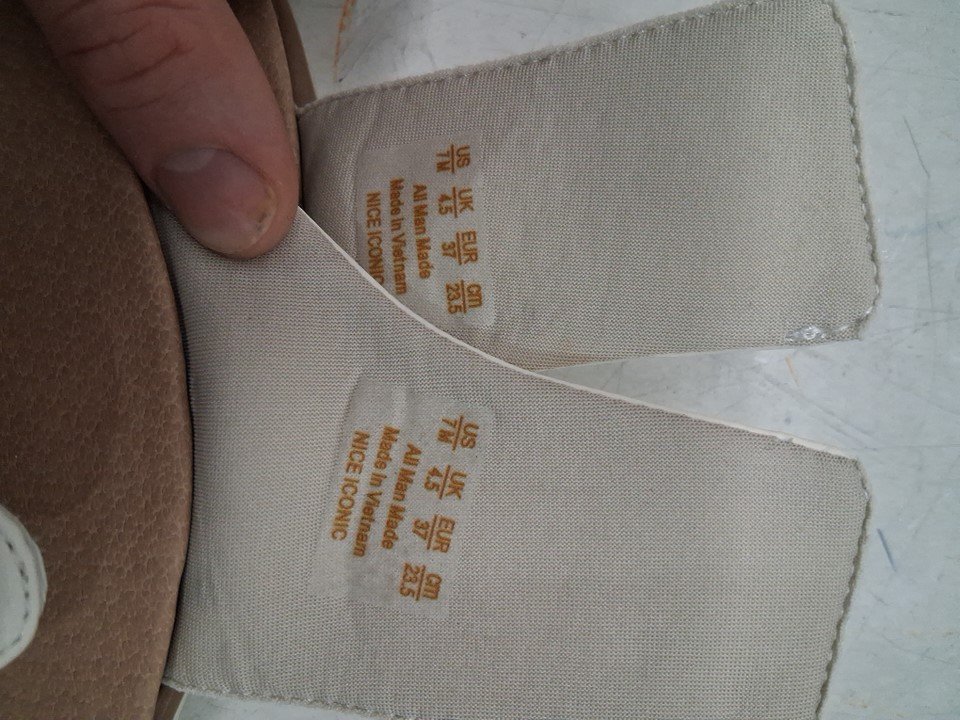 US UK EUR cm
7M 4.5 37 23.5
All Man Made
Made In Vietnam
NICE ICONIC
US UK EUR cm
7M 4.5 37 23.5
All Man Made
Made In Vietnam
NICE ICONIC